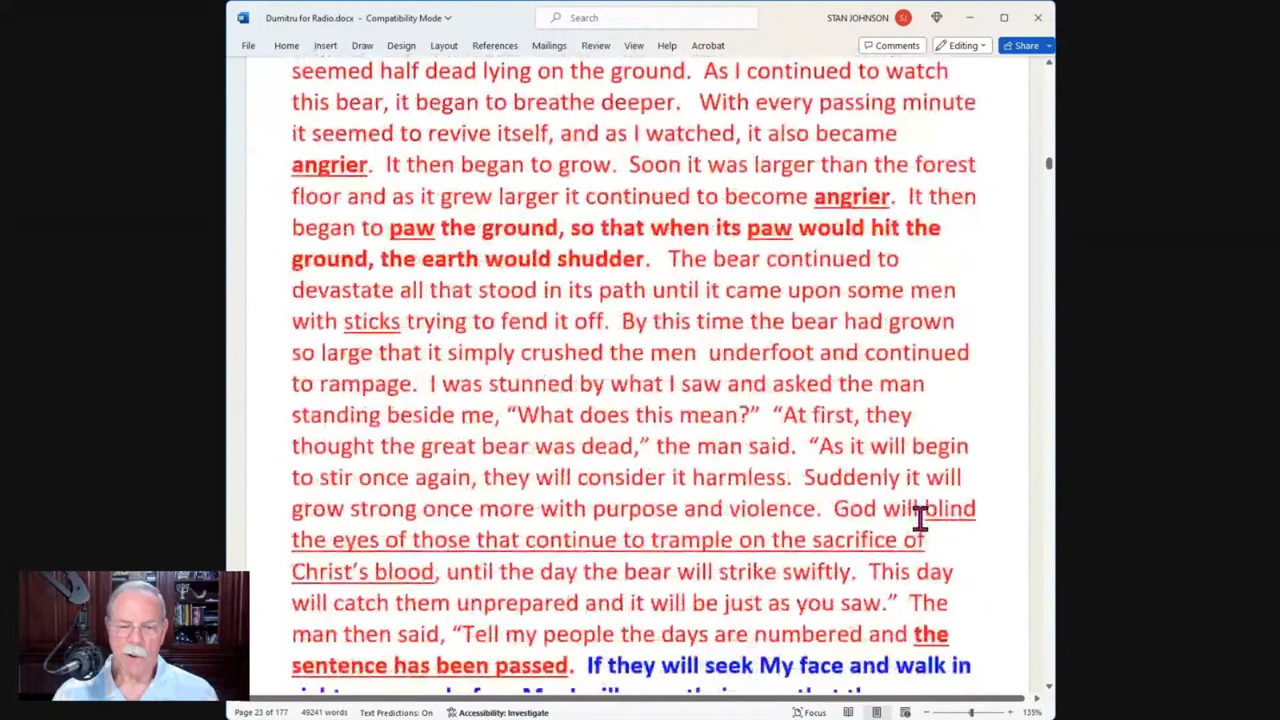 Dumitru for Radio.docx - Compatibility Mode
Search
STAN JOHNSON
SJ
File Home Insert Draw Design Layout References Mailings Review View Help Acrobat
Comments
Editing
Share
seemed half dead lying on the ground. As I continued to watch
this bear, it began to breathe deeper. With every passing minute
it seemed to revive itself, and as I watched, it also became
angrier. It then began to grow. Soon it was larger than the forest
floor and as it grew larger it continued to become angrier. It then
began to paw the ground, so that when its paw would hit the
ground, the earth would shudder. The bear continued to
devastate all that stood in its path until it came upon some men
with sticks trying to fend it off. By this time the bear had grown
so large that it simply crushed the men underfoot and continued
to rampage. I was stunned by what I saw and asked the man
standing beside me, “What does this mean?” “At first, they
thought the great bear was dead,” the man said. “As it will begin
to stir once again, they will consider it harmless. Suddenly it will
grow strong once more with purpose and violence. God will blind
the eyes of those that continue to trample on the sacrifice of
Christ’s blood, until the day the bear will strike swiftly. This day
will catch them unprepared and it will be just as you saw.” The
man then said, “Tell my people the days are numbered and the
sentence has been passed. If they will seek My face and walk in
Page 23 of 177 49241 words Text Predictions: On Accessibility: Investigate
Focus
135%